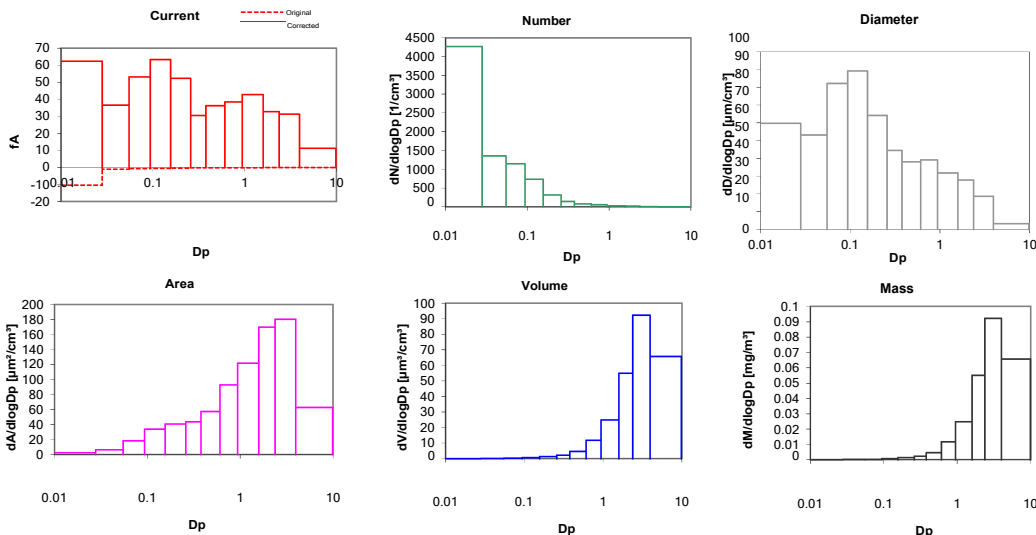 Current
Original
Corrected
70
60
50
40
30
20
10
0
-10
-20
fA
0.01 0.1 1 10
Dp
Number
4500
4000
3500
3000
2500
2000
1500
1000
500
0
dN/dlogDp [1/cm³]
0.01 0.1 1 10
Dp
Diameter
90
80
70
60
50
40
30
20
10
0
dD/dlogDp [µm/cm³]
0.01 0.1 1 10
Dp
Area
200
180
160
140
120
100
80
60
40
20
0
dA/dlogDp [µm²/cm³]
0.01 0.1 1 10
Dp
Volume
100
90
80
70
60
50
40
30
20
10
0
dV/dlogDp [µm³/cm³]
0.01 0.1 1 10
Dp
Mass
0.1
0.09
0.08
0.07
0.06
0.05
0.04
0.03
0.02
0.01
0
dM/dlogDp [mg/m³]
0.01 0.1 1 10
Dp